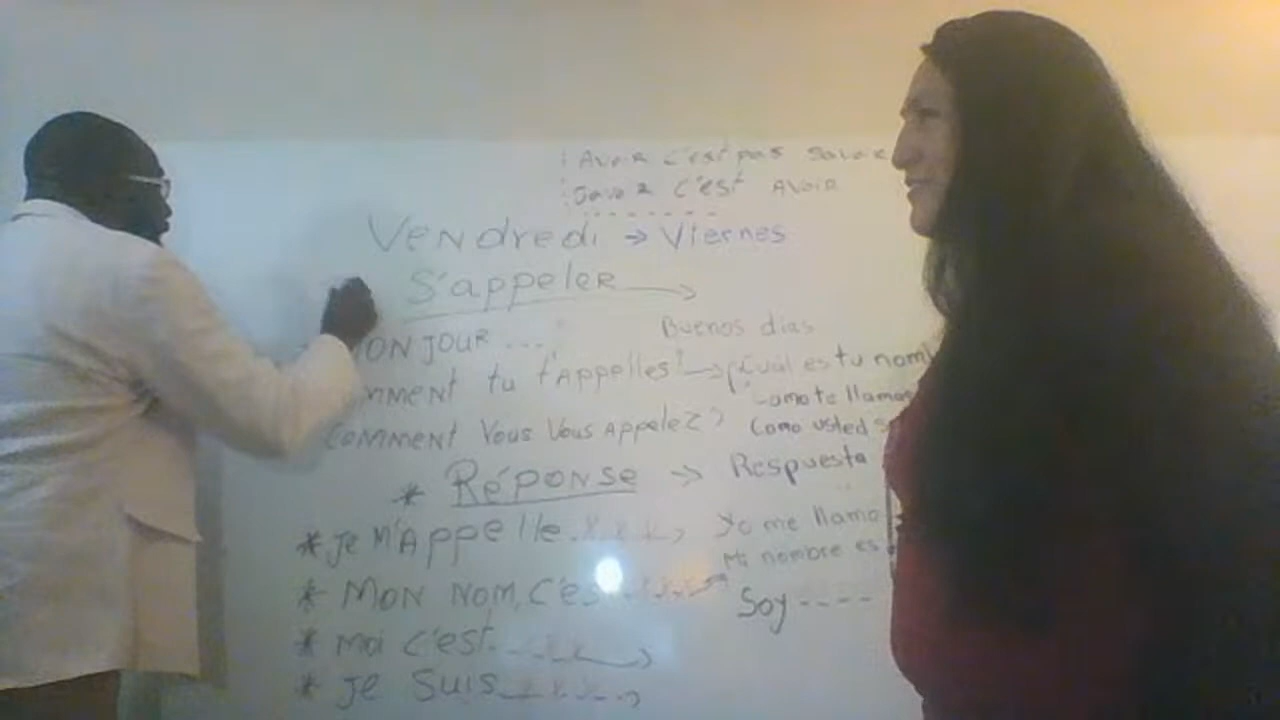 Avoir c'est pas Savoir
Savoir c'est AVOIR
Vendredi → Viernes
S'appeler →
ONJOUR ... Buenos dias
MMENT tu t'Appelles? → ¿Cuál es tu nom
Como te llamas
COMMENT Vous Vous Appelez? Como usted s
* RéPONSE → Respuesta
* Je M'Appelle Yo me llamo
Mi nombre es
* MON NOM, C'es Soy ----
* moi c'est
* Je Suis